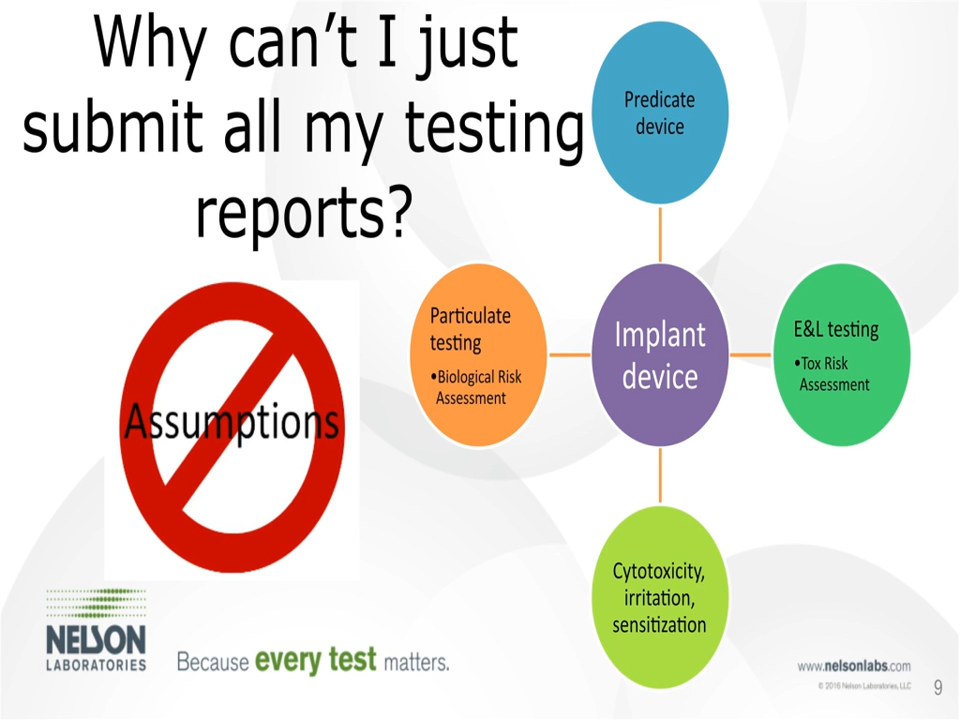 Why can't I just
submit all my testing
reports?
Assumptions
Predicate
device
Particulate
testing
•Biological Risk
Assessment
Implant
device
E&L testing
•Tox Risk
Assessment
Cytotoxicity,
irritation,
sensitization
NELSON
LABORATORIES
Because every test matters.
www.nelsonlabs.com
© 2016 Nelson Laboratories, LLC
9